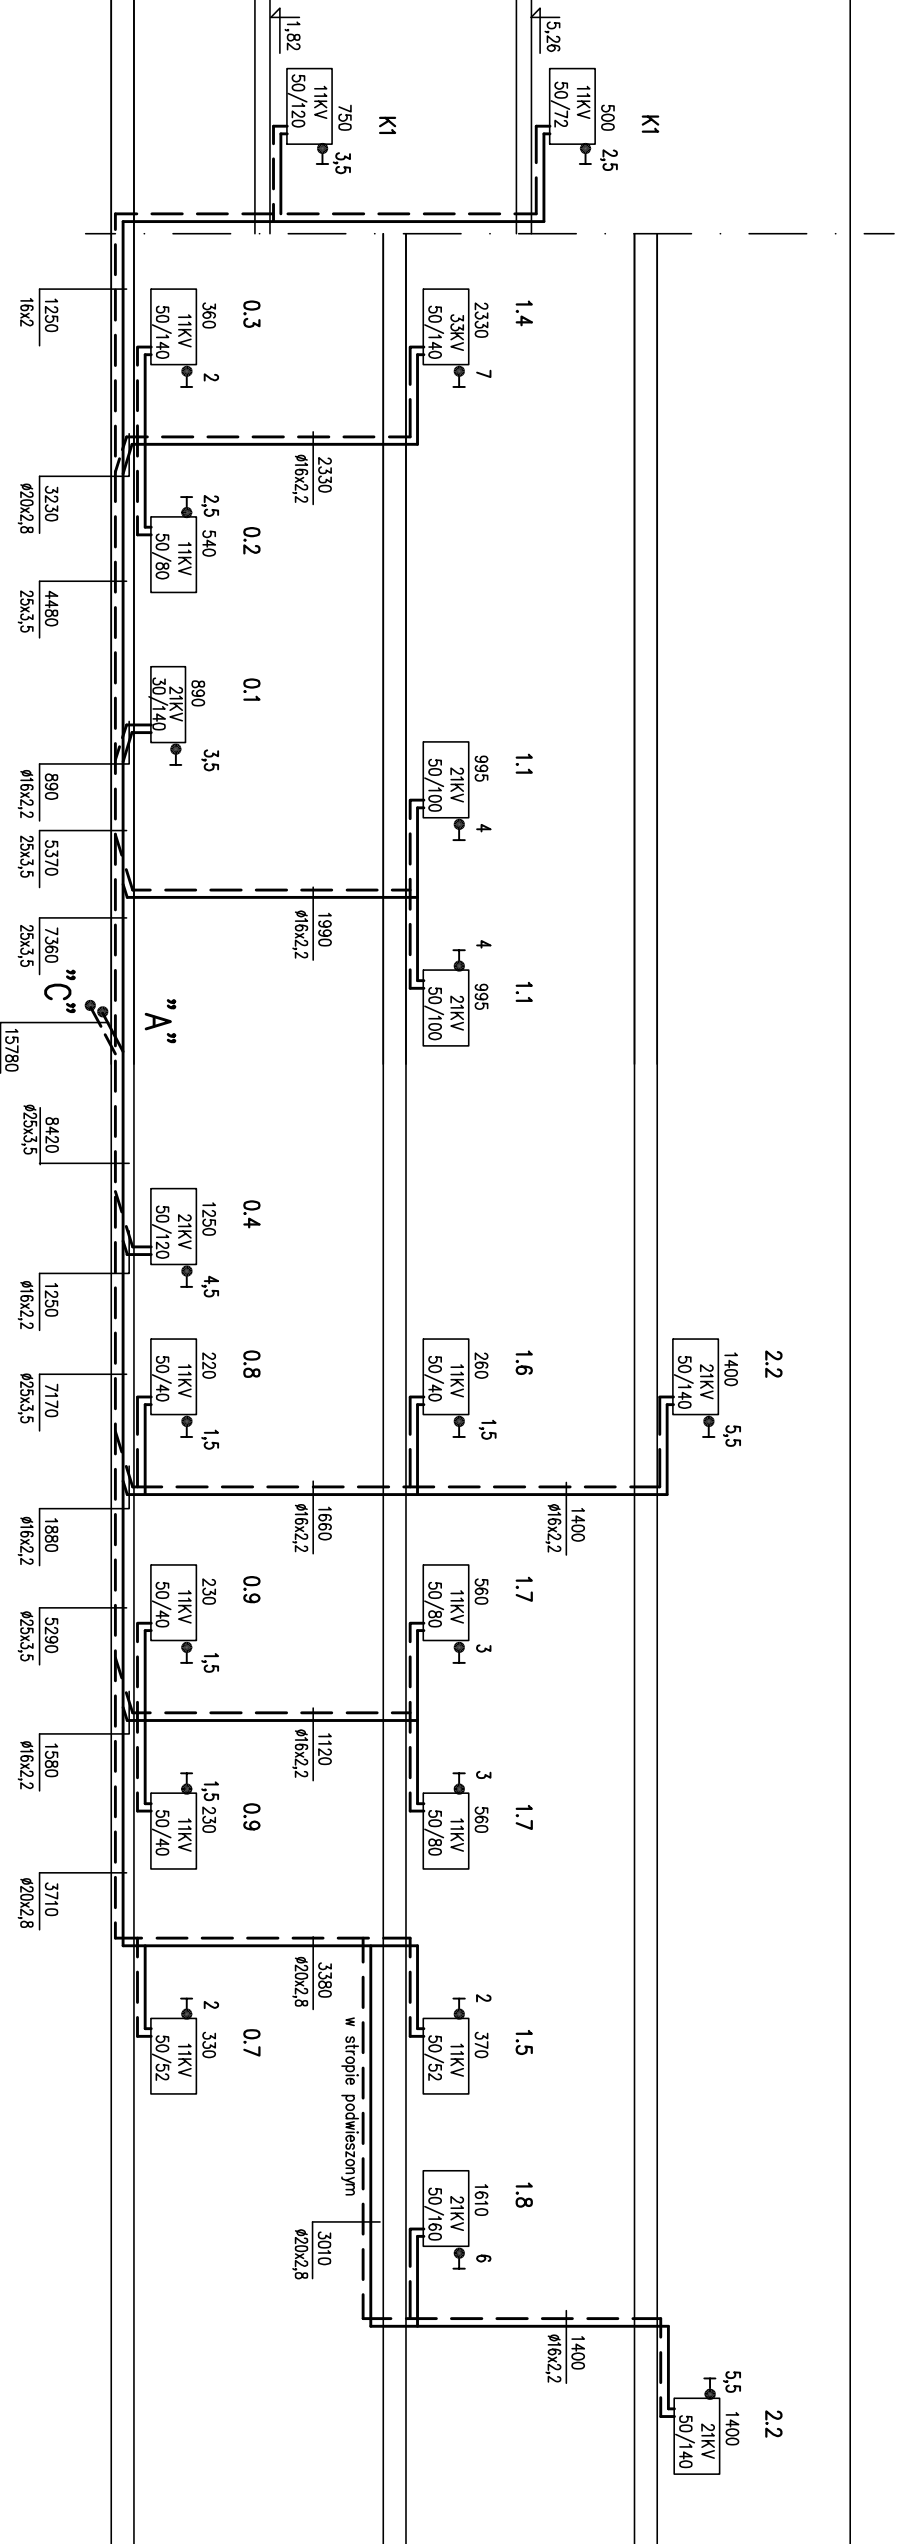 5,26
K1
500
11KV
50/72
2,5
1,82
K1
750
11KV
50/120
3,5
2.2
1400
21KV
50/140
5,5
2.2
1400
21KV
50/140
5,5
1400
ø16x2,2
1400
ø16x2,2
1.4
2330
33KV
50/140
7
1.1
995
21KV
50/100
4
1.1
995
21KV
50/100
4
1.6
260
11KV
50/40
1,5
1.7
560
11KV
50/80
3
1.7
560
11KV
50/80
3
1.5
370
11KV
50/52
2
1.8
1610
21KV
50/160
6
2330
ø16x2,2
1990
ø16x2,2
1660
ø16x2,2
1120
ø16x2,2
3380
ø20x2,8
w stropie podwieszonym
3010
ø20x2,8
0.3
360
11KV
50/140
2
0.2
540
11KV
50/80
2,5
0.1
890
21KV
30/140
3,5
"A"
0.4
1250
21KV
50/120
4,5
0.8
220
11KV
50/40
1,5
0.9
230
11KV
50/40
1,5
0.9
230
11KV
50/40
1,5
0.7
330
11KV
50/52
2
1250
16x2
3230
ø20x2,8
4480
25x3,5
890
ø16x2,2
5370
25x3,5
7360
25x3,5
"C"
15780
8420
ø25x3,5
1250
ø16x2,2
7170
ø25x3,5
1880
ø16x2,2
5290
ø25x3,5
1580
ø16x2,2
3710
ø20x2,8